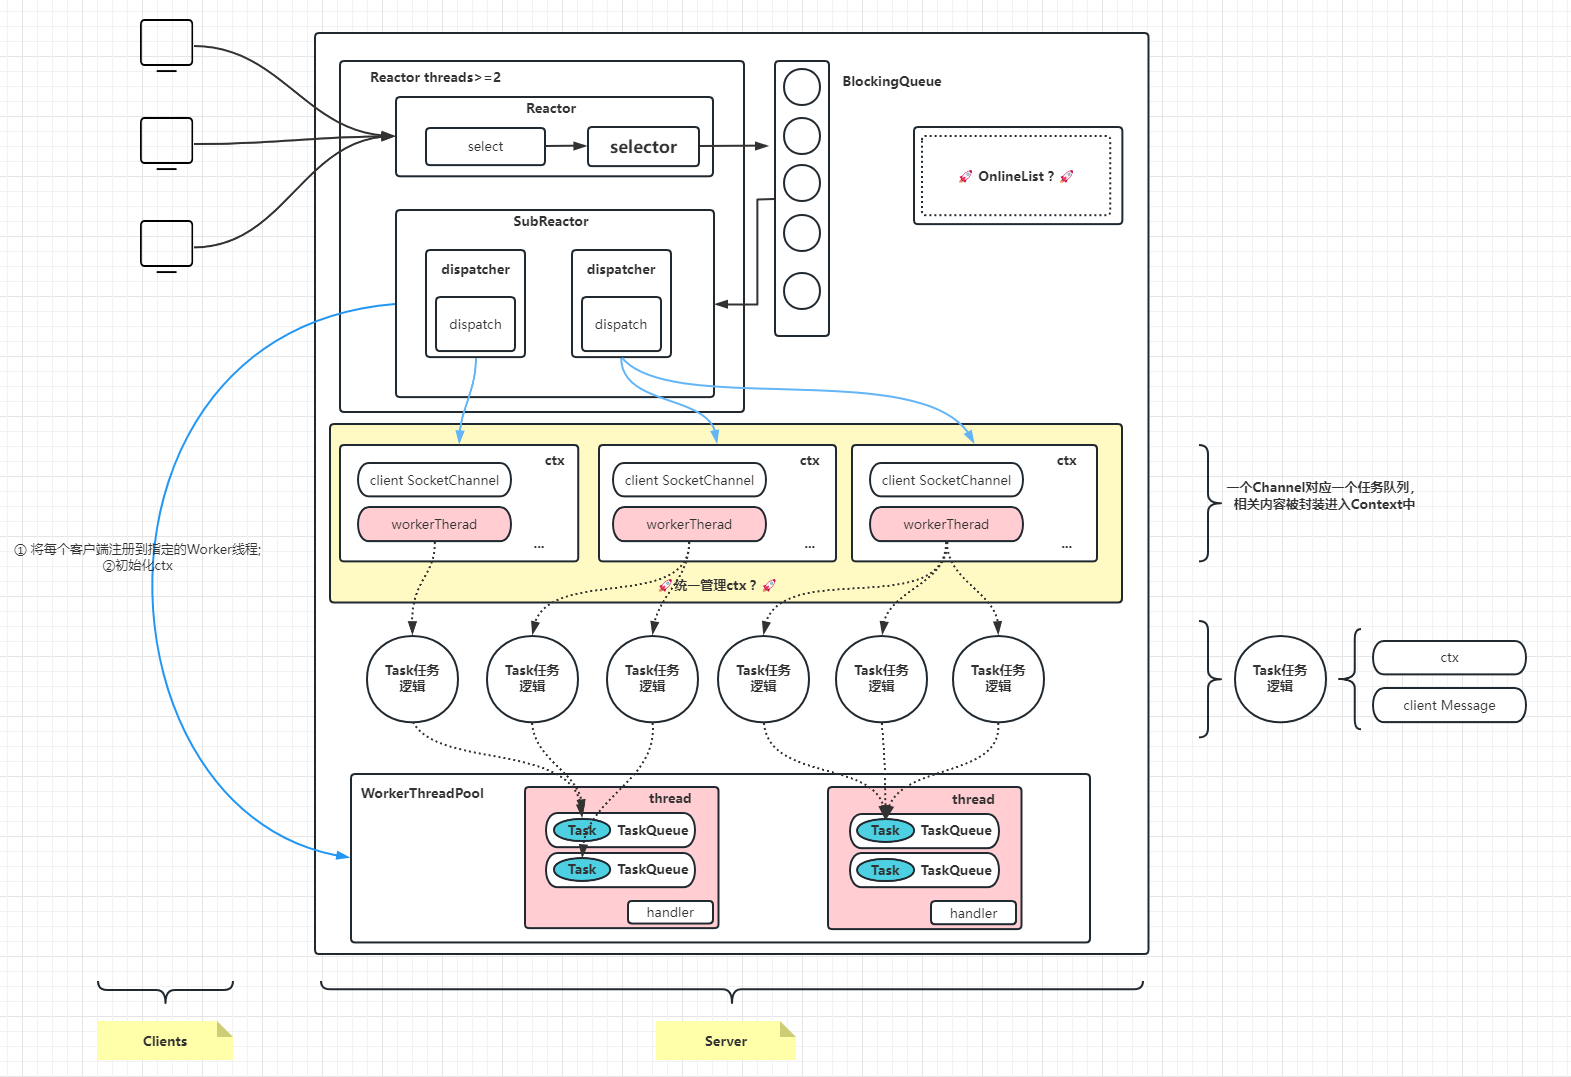 Reactor threads>=2
Reactor
select
selector
BlockingQueue
🚀 OnlineList ? 🚀
SubReactor
dispatcher
dispatch
dispatcher
dispatch
ctx
client SocketChannel
workerTherad
...
ctx
client SocketChannel
workerTherad
...
ctx
client SocketChannel
workerTherad
...
🚀统一管理ctx ? 🚀
一个Channel对应一个任务队列,
相关内容被封装进入Context中
① 将每个客户端注册到指定的Worker线程;
②初始化ctx
Task任务
逻辑
Task任务
逻辑
Task任务
逻辑
Task任务
逻辑
Task任务
逻辑
Task任务
逻辑
Task任务
逻辑
ctx
client Message
WorkerThreadPool
thread
Task TaskQueue
Task TaskQueue
handler
thread
Task TaskQueue
Task TaskQueue
handler
Clients
Server